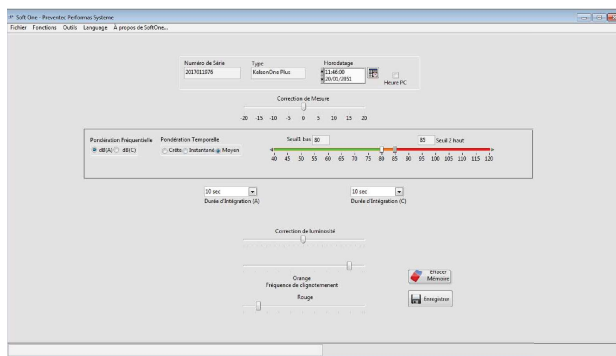 Soft One - Preventec Performas Systeme
Fichier Fonctions Outils Language À propos de SoftOne...
Numéro de Série Type Horodatage
2017011076 KelsonOne Plus 11:46:00
20/01/2051
Heure PC
Correction de Mesure
-20 -15 -10 -5 0 5 10 15 20
Pondération Fréquentielle Pondération Temporelle Seuil1 bas 80 85 Seuil 2 haut
dB(A) dB(C) Crête Instantané Moyen
40 45 50 55 60 65 70 75 80 85 90 95 100 105 110 115 120
10 sec 10 sec
Durée d'Intégration (A) Durée d'Intégration (C)
Correction de luminosité
Orange
Fréquence de clignotemenent
Rouge
Effacer
Mémoire
Enregistrer